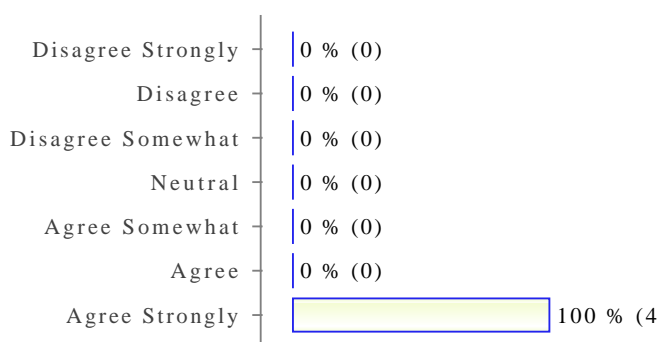 Disagree Strongly 0 % (0)
Disagree 0 % (0)
Disagree Somewhat 0 % (0)
Neutral 0 % (0)
Agree Somewhat 0 % (0)
Agree 0 % (0)
Agree Strongly 100 % (4